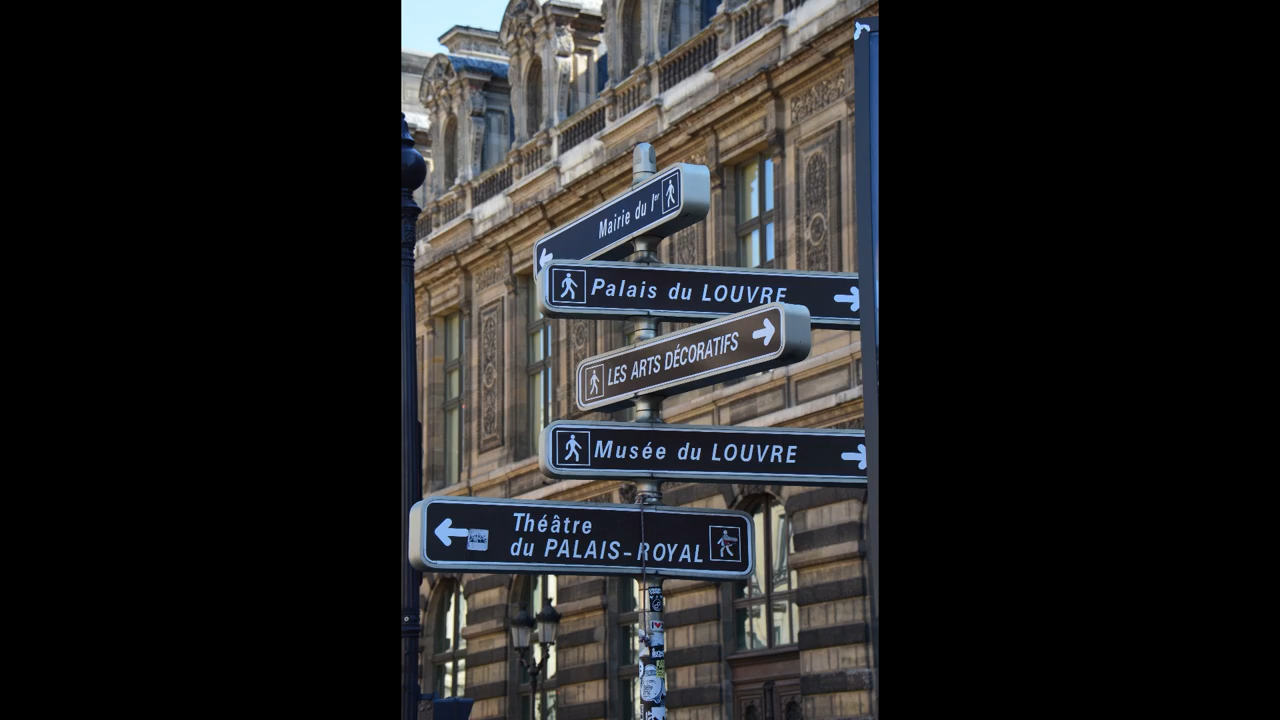 Mairie du Ier
Palais du LOUVRE
LES ARTS DÉCORATIFS
Musée du LOUVRE
Théâtre
du PALAIS-ROYAL